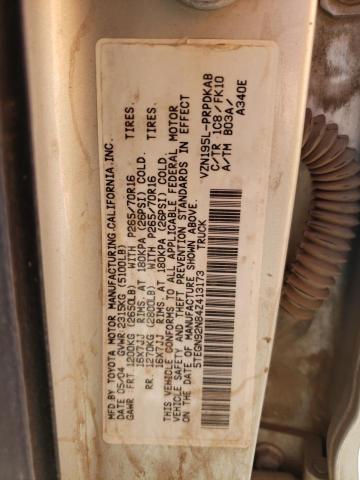 MFD BY TOYOTA MOTOR MANUFACTURING, CALIFORNIA, INC.
DATE 05/04 GVWR 2315KG (5100LB)
GAWR FRT 1200KG (2650LB) WITH P265/70R16 TIRES.
16X7JJ RIMS. AT 180KPA (26PSI) COLD.
RR 1270KG (2800LB) WITH P265/70R16 TIRES.
16X7JJ RIMS. AT 180KPA (26PSI) COLD.
THIS VEHICLE CONFORMS TO ALL APPLICABLE FEDERAL MOTOR
VEHICLE SAFETY AND THEFT PREVENTION STANDARDS IN EFFECT
ON THE DATE OF MANUFACTURE SHOWN ABOVE.
5TEGN92N84Z413173 TRUCK
VZN195L-PRPDKAB
C/TR 1C8/FK10
A/TM B03A/
A340E